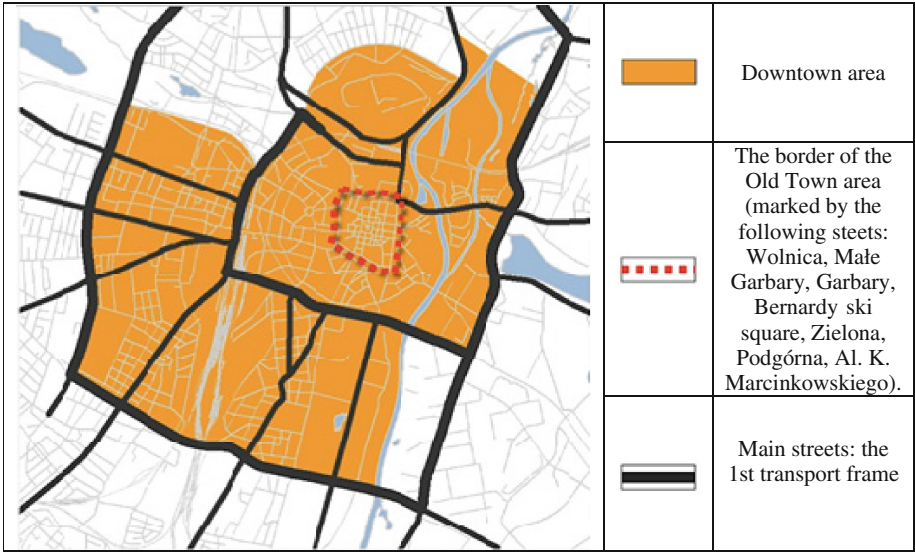 Downtown area
The border of the
Old Town area
(marked by the
following steets:
Wolnica, Małe
Garbary, Garbary,
Bernardy ski
square, Zielona,
Podgórna, Al. K.
Marcinkowskiego).
Main streets: the
1st transport frame